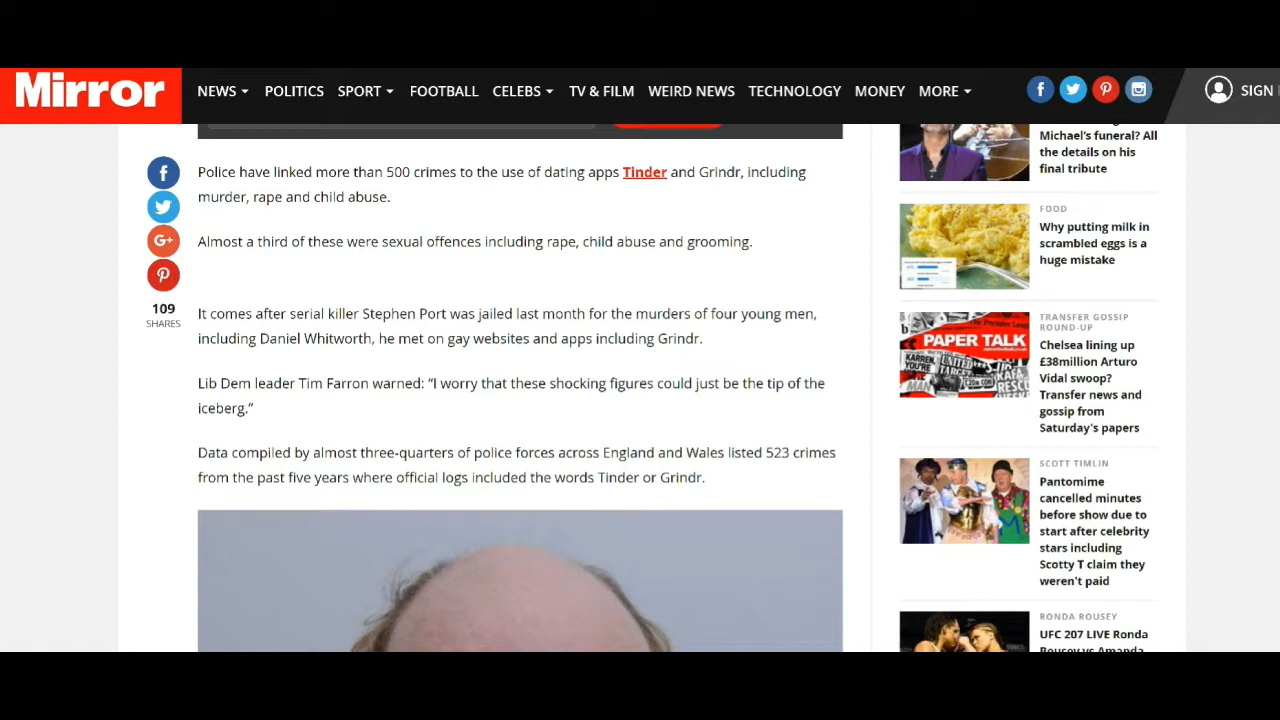 Mirror
NEWS
POLITICS
SPORT
FOOTBALL
CELEBS
TV & FILM
WEIRD NEWS
TECHNOLOGY
MONEY
MORE
SIGN
109
SHARES
Police have linked more than 500 crimes to the use of dating apps Tinder and Grindr, including
murder, rape and child abuse.
Almost a third of these were sexual offences including rape, child abuse and grooming.
It comes after serial killer Stephen Port was jailed last month for the murders of four young men,
including Daniel Whitworth, he met on gay websites and apps including Grindr.
Lib Dem leader Tim Farron warned: “I worry that these shocking figures could just be the tip of the
iceberg.”
Data compiled by almost three-quarters of police forces across England and Wales listed 523 crimes
from the past five years where official logs included the words Tinder or Grindr.
Michael's funeral? All
the details on his
final tribute
FOOD
Why putting milk in
scrambled eggs is a
huge mistake
PAPER TALK
TRANSFER GOSSIP
ROUND-UP
Chelsea lining up
£38million Arturo
Vidal swoop?
Transfer news and
gossip from
Saturday's papers
SCOTT TIMLIN
Pantomime
cancelled minutes
before show due to
start after celebrity
stars including
Scotty T claim they
weren't paid
RONDA ROUSEY
UFC 207 LIVE Ronda
Rousey vs Amanda